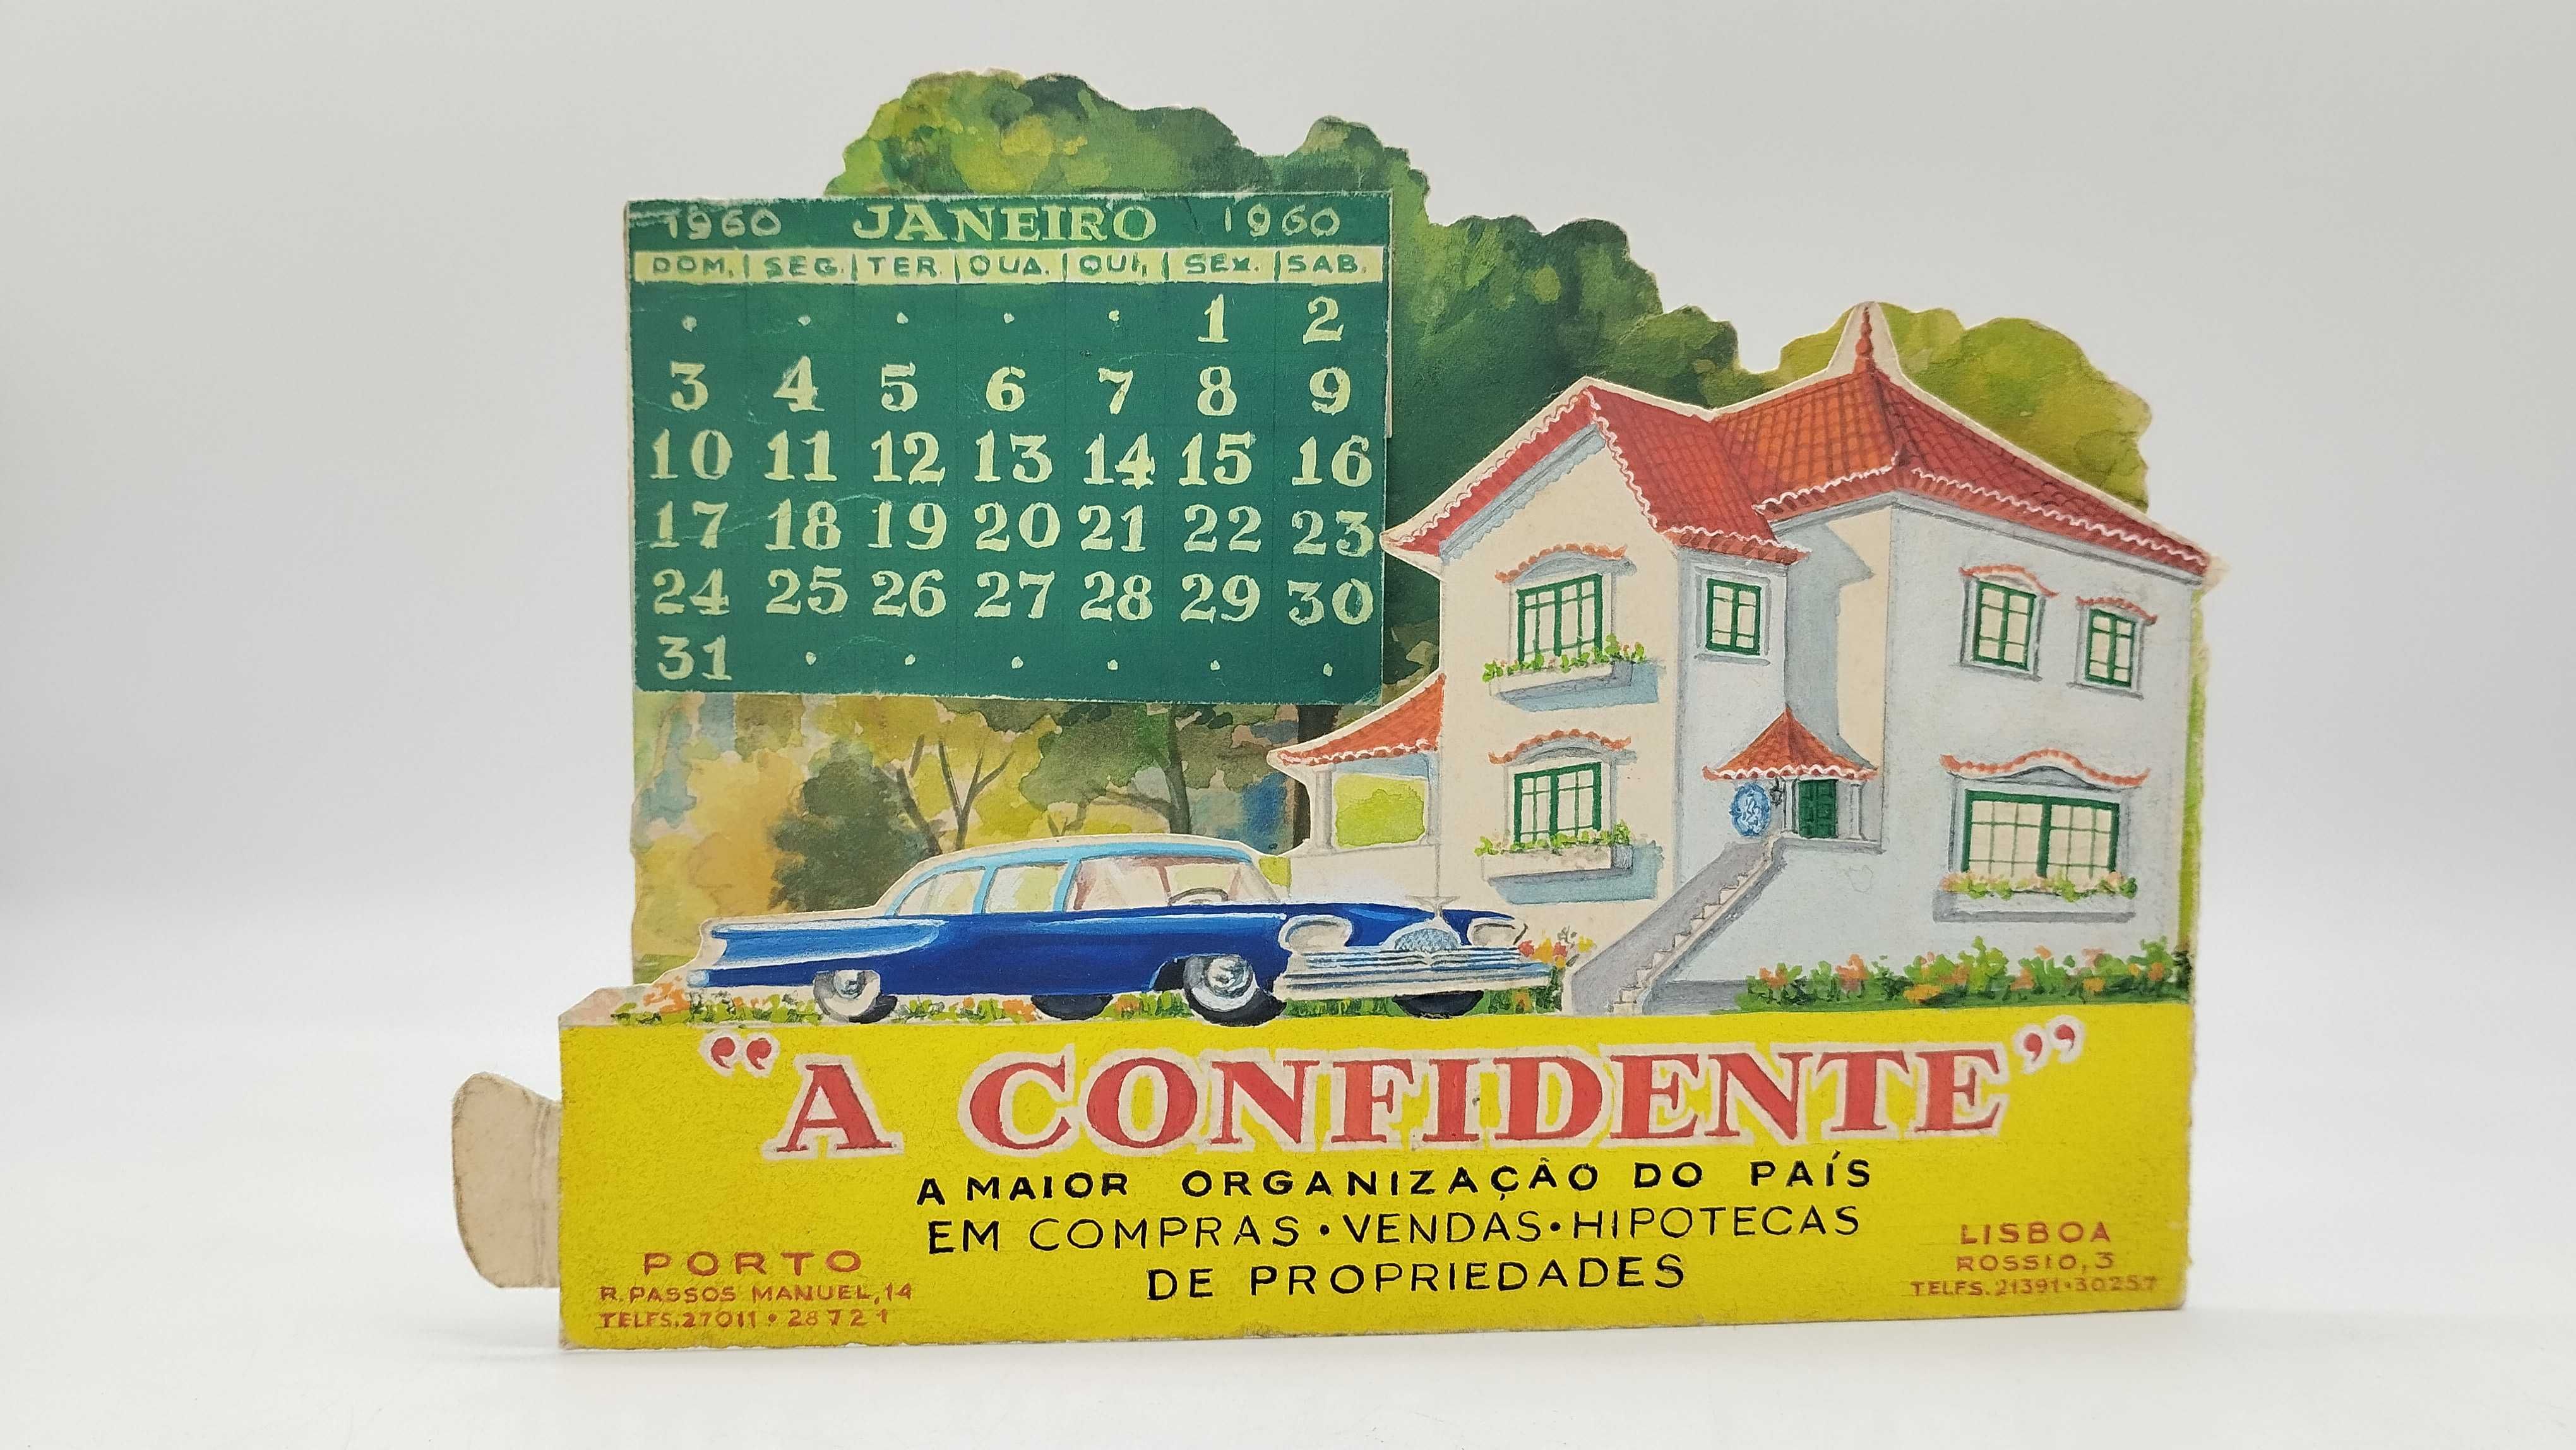 1960 JANEIRO 1960
DOM. SEG. TER. QUA. QUI. SEX. SAB.
1 2
3 4 5 6 7 8 9
10 11 12 13 14 15 16
17 18 19 20 21 22 23
24 25 26 27 28 29 30
31
"A CONFIDENTE"
A MAIOR ORGANIZAÇÃO DO PAÍS
EM COMPRAS • VENDAS • HIPOTECAS
DE PROPRIEDADES
PORTO
R. PASSOS MANUEL, 14
TELFS. 27011 • 28721
LISBOA
ROSSIO, 3
TELFS. 21391 • 30257